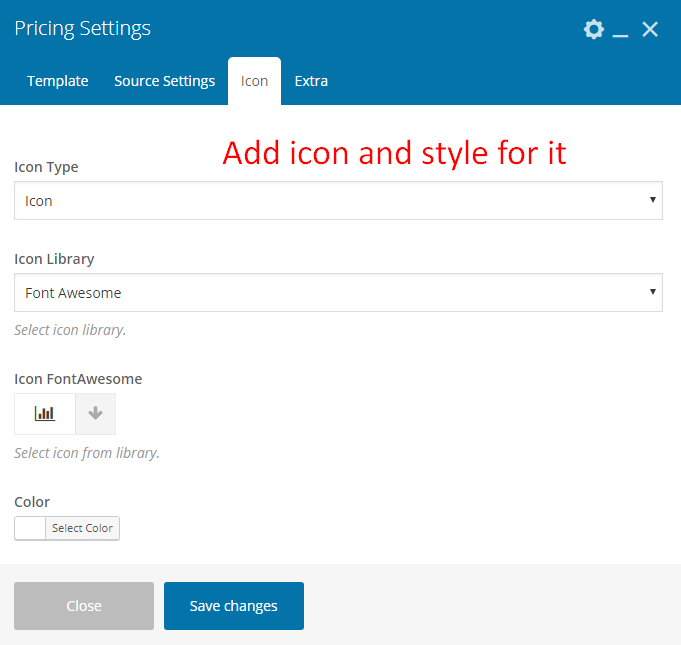 Pricing Settings
Template Source Settings Icon Extra
Add icon and style for it
Icon Type
Icon
Icon Library
Font Awesome
Select icon library.
Icon FontAwesome
Select icon from library.
Color
Select Color
Close Save changes